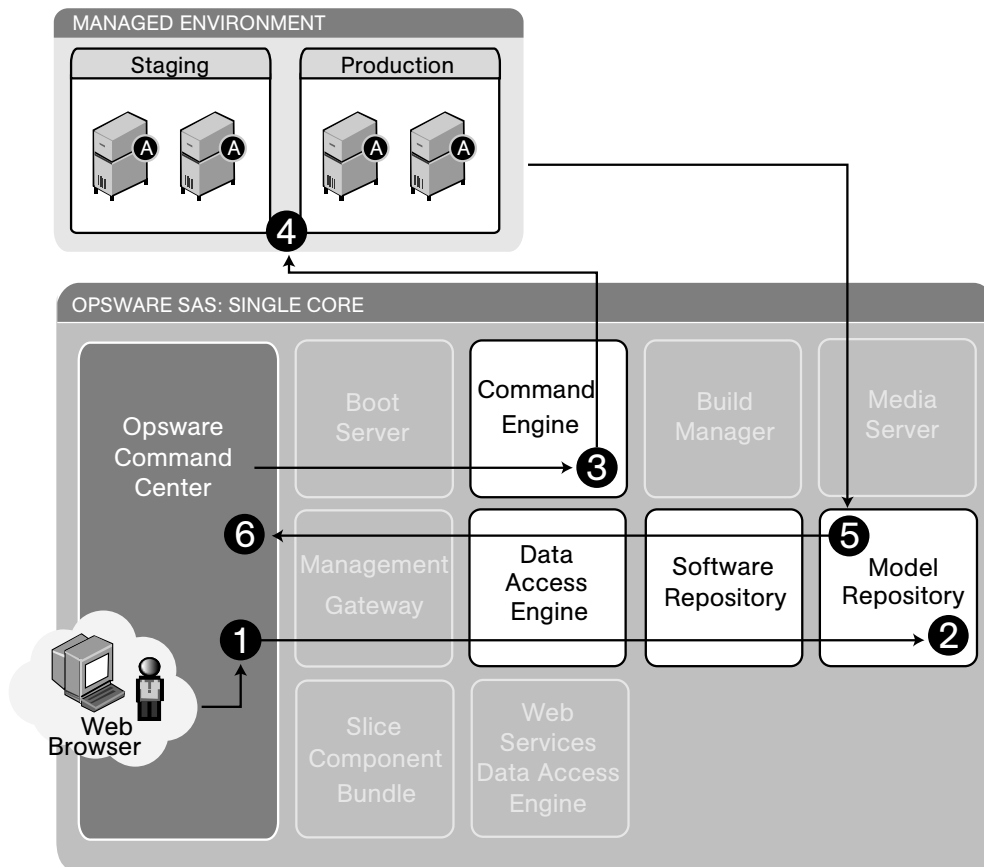 MANAGED ENVIRONMENT
Staging
Production
A
A
A
A
4
OPSWARE SAS: SINGLE CORE
Opsware
Command
Center
Boot
Server
Command
Engine
3
Build
Manager
Media
Server
6
Management
Gateway
Data
Access
Engine
Software
Repository
5
Model
Repository
1
2
Web
Browser
Slice
Component
Bundle
Web
Services
Data Access
Engine